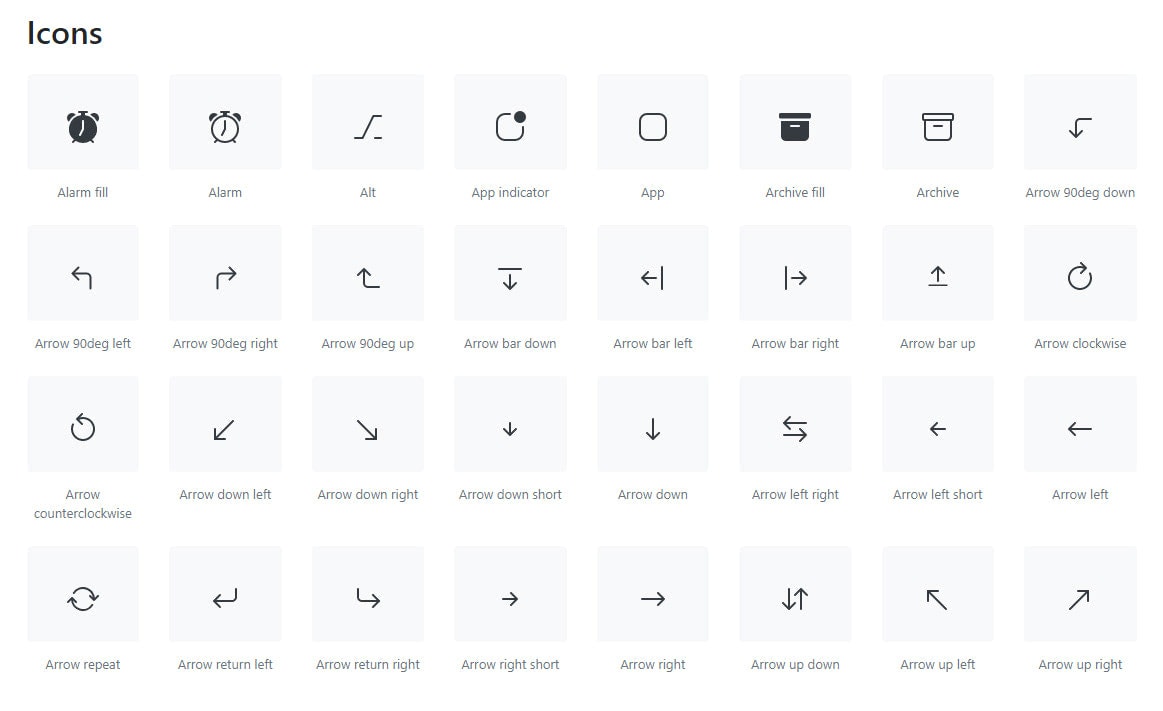 Icons
Alarm fill
Alarm
Alt
App indicator
App
Archive fill
Archive
Arrow 90deg down
Arrow 90deg left
Arrow 90deg right
Arrow 90deg up
Arrow bar down
Arrow bar left
Arrow bar right
Arrow bar up
Arrow clockwise
Arrow
counterclockwise
Arrow down left
Arrow down right
Arrow down short
Arrow down
Arrow left right
Arrow left short
Arrow left
Arrow repeat
Arrow return left
Arrow return right
Arrow right short
Arrow right
Arrow up down
Arrow up left
Arrow up right